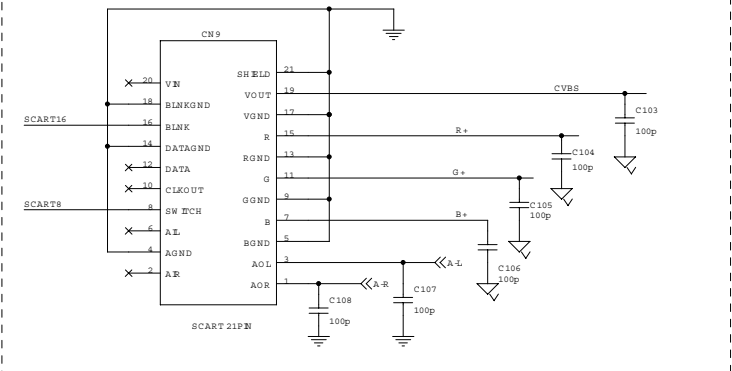 CN9
SHIELD 21
20 VIN
VOUT 19 CVBS
18 BLNKGND
C103
VGND 17
SCART16 16 BLNK
100p
R 15 R+
14 DATAGND
RGND 13
C104
12 DATA
100p
G 11 G+
10 CLKOUT
GGND 9
SCART8 8 SWITCH
C105
100p
B 7 B+
6 AIL
BGND 5
4 AGND
AOL 3 A-L
C106
2 AIR
100p
AOR 1 A-R
C107
C108
100p
100p
SCART 21PIN